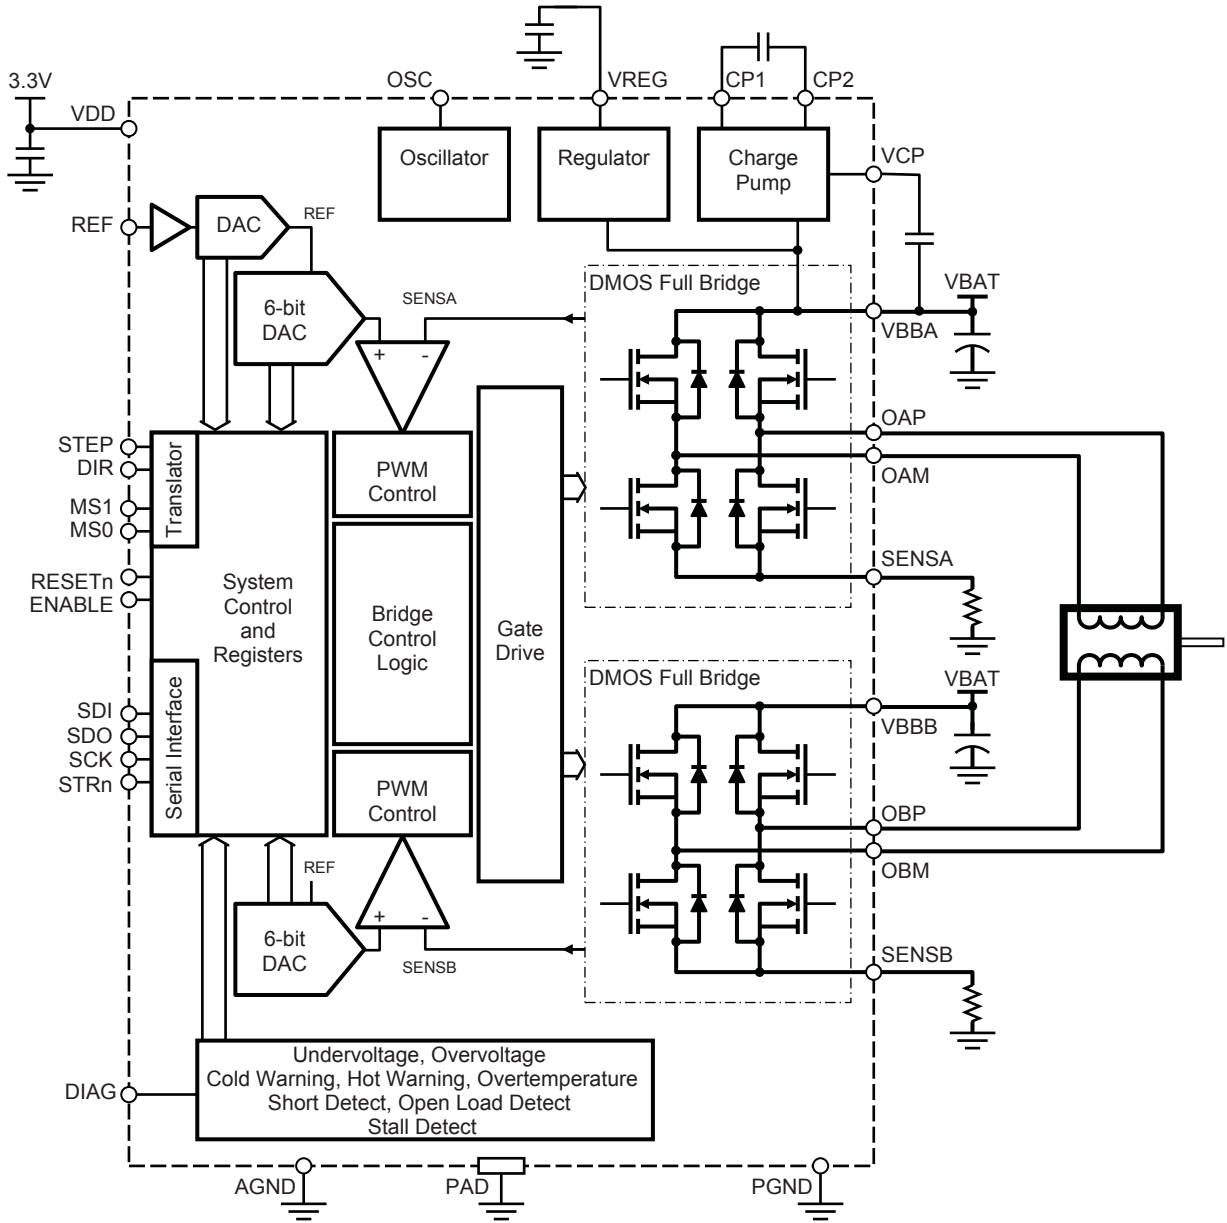 3.3V
OSC
VREG
CP1
CP2
VDD
Oscillator
Regulator
Charge
Pump
VCP
REF
DAC
REF
DMOS Full Bridge
VBAT
6-bit
DAC
SENSA
VBBA
+
-
STEP
DIR
MS1
MS0
Translator
PWM
Control
OAP
OAM
RESETn
ENABLE
System
Control
and
Registers
Bridge
Control
Logic
Gate
Drive
SENSA
DMOS Full Bridge
VBAT
VBBB
SDI
SDO
SCK
STRn
Serial Interface
PWM
Control
OBP
OBM
REF
6-bit
DAC
+
-
SENSB
SENSB
Undervoltage, Overvoltage
Cold Warning, Hot Warning, Overtemperature
Short Detect, Open Load Detect
Stall Detect
DIAG
AGND
PAD
PGND